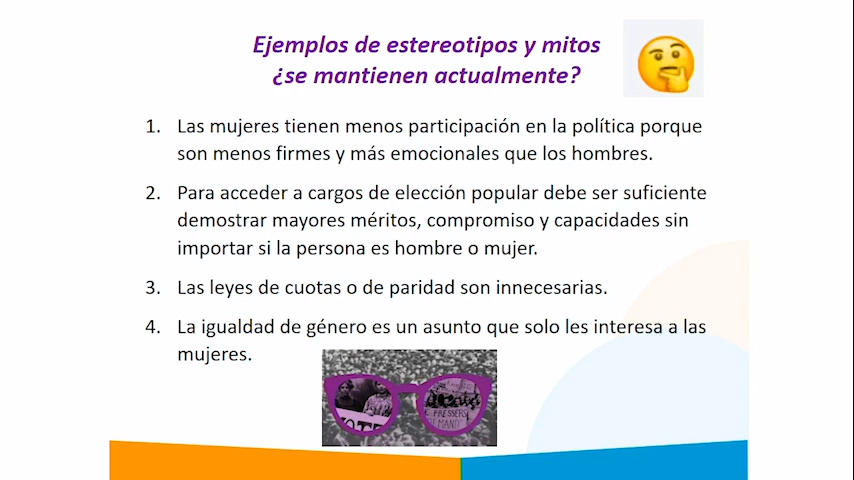 Ejemplos de estereotipos y mitos
¿se mantienen actualmente?
1. Las mujeres tienen menos participación en la política porque
son menos firmes y más emocionales que los hombres.
2. Para acceder a cargos de elección popular debe ser suficiente
demostrar mayores méritos, compromiso y capacidades sin
importar si la persona es hombre o mujer.
3. Las leyes de cuotas o de paridad son innecesarias.
4. La igualdad de género es un asunto que solo les interesa a las
mujeres.
PRESSERS